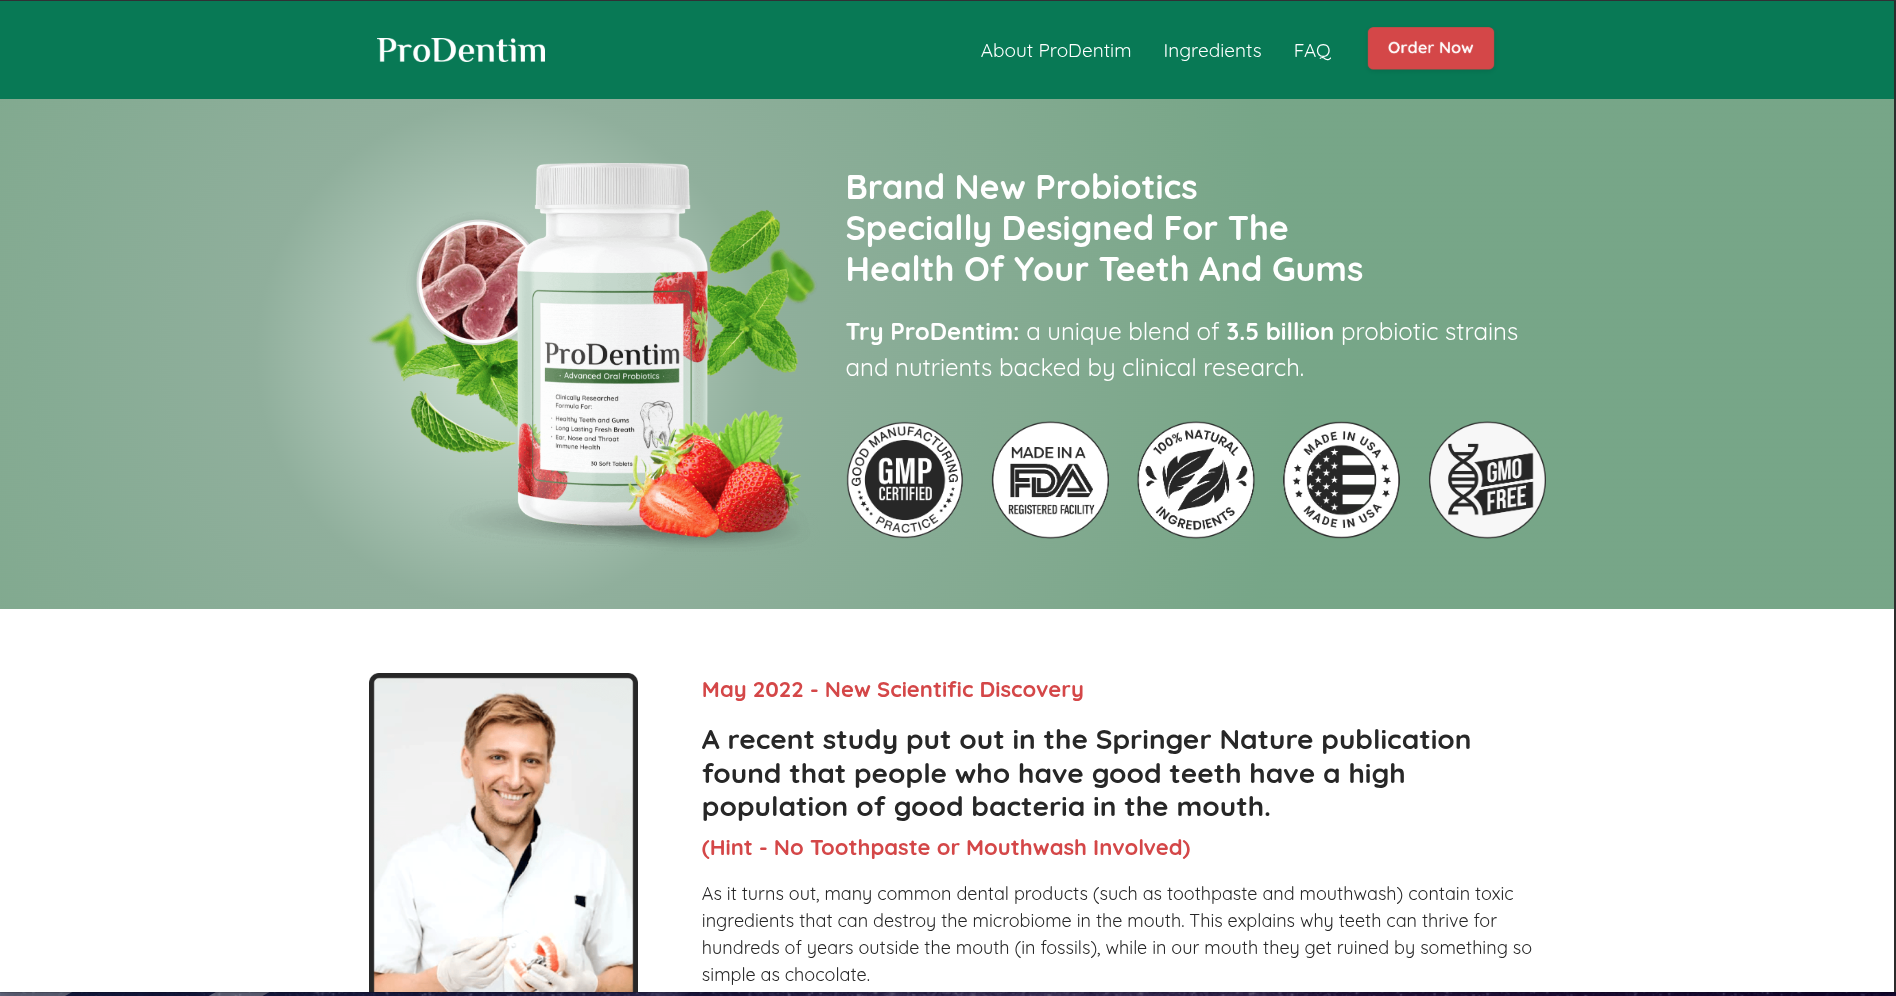 ProDentim
About ProDentim
Ingredients
FAQ
Order Now
ProDentim
· Advanced Oral Probiotics ·
Clinically Researched
Formula For:
· Healthy Teeth and Gums
· Long Lasting Fresh Breath
· Ear, Nose and Throat
Immune Health
30 Soft Tablets
Brand New Probiotics
Specially Designed For The
Health Of Your Teeth And Gums
Try ProDentim: a unique blend of 3.5 billion probiotic strains
and nutrients backed by clinical research.
GOOD MANUFACTURING
GMP
CERTIFIED
PRACTICE
MADE IN A
FDA
REGISTERED FACILITY
100% NATURAL
INGREDIENTS
MADE IN USA
MADE IN USA
GMO
FREE
May 2022 - New Scientific Discovery
A recent study put out in the Springer Nature publication
found that people who have good teeth have a high
population of good bacteria in the mouth.
(Hint - No Toothpaste or Mouthwash Involved)
As it turns out, many common dental products (such as toothpaste and mouthwash) contain toxic
ingredients that can destroy the microbiome in the mouth. This explains why teeth can thrive for
hundreds of years outside the mouth (in fossils), while in our mouth they get ruined by something so
simple as chocolate.